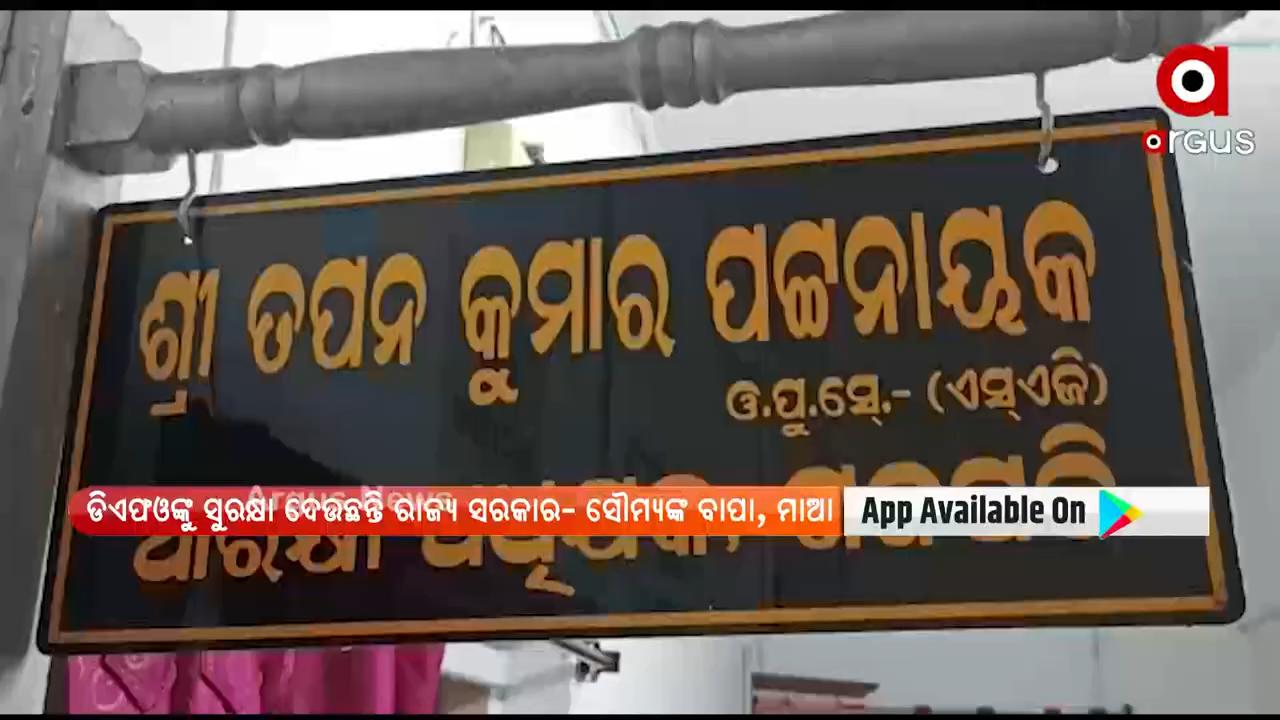 argus
ଶ୍ରୀ ତପନ କୁମାର ପଟ୍ଟନାୟକ
ଓ.ପୁ.ସେ.- (ଏସ୍ଏଜି)
ଡିଏଫଓଙ୍କୁ ସୁରକ୍ଷା ଦେଉଛନ୍ତି ରାଜ୍ୟ ସରକାର- ସୌମ୍ୟଙ୍କ ବାପା, ମାଆ
App Available On